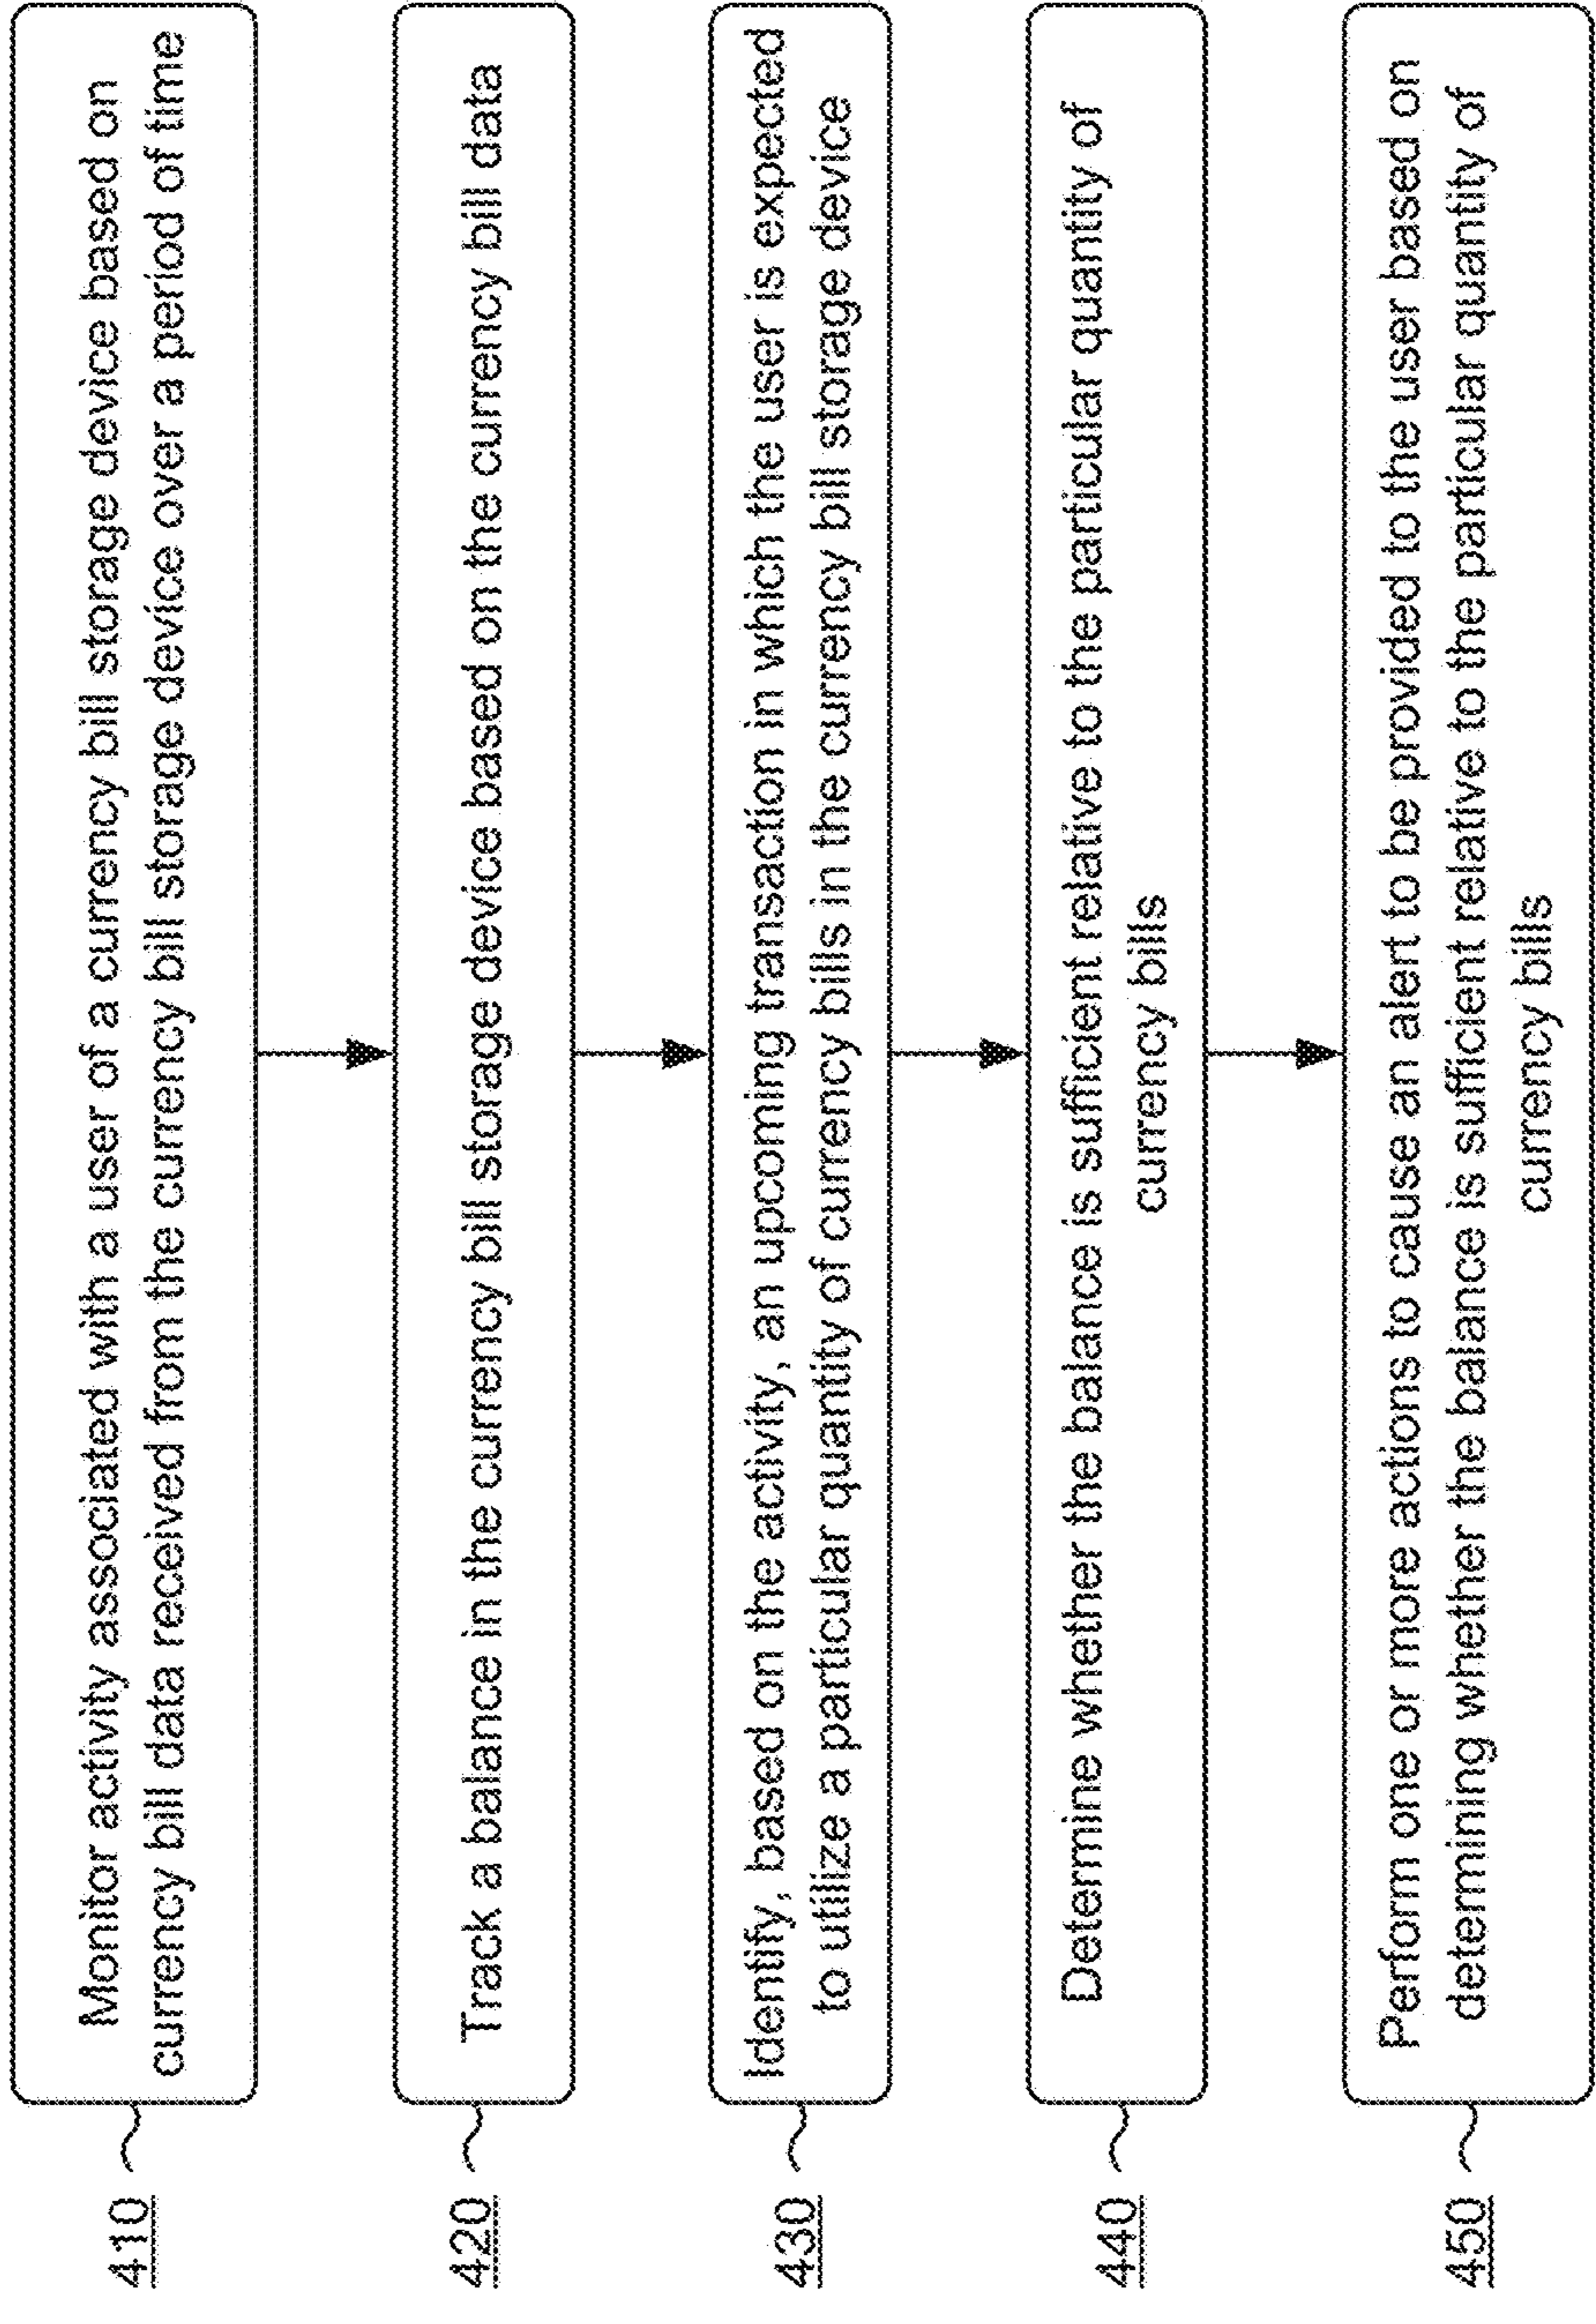 410
Monitor activity associated with a user of a currency bill storage device based on
currency bill data received from the currency bill storage device over a period of time
420
Track a balance in the currency bill storage device based on the currency bill data
430
Identify, based on the activity, an upcoming transaction in which the user is expected
to utilize a particular quantity of currency bills in the currency bill storage device
440
Determine whether the balance is sufficient relative to the particular quantity of
currency bills
450
Perform one or more actions to cause an alert to be provided to the user based on
determining whether the balance is sufficient relative to the particular quantity of
currency bills